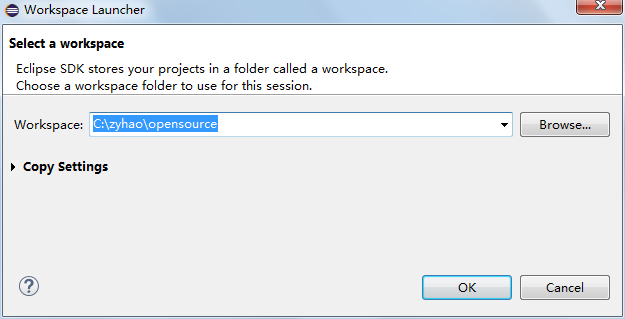 Workspace Launcher
Select a workspace
Eclipse SDK stores your projects in a folder called a workspace.
Choose a workspace folder to use for this session.
Workspace: C:\zyhao\opensource Browse...
Copy Settings
? OK Cancel